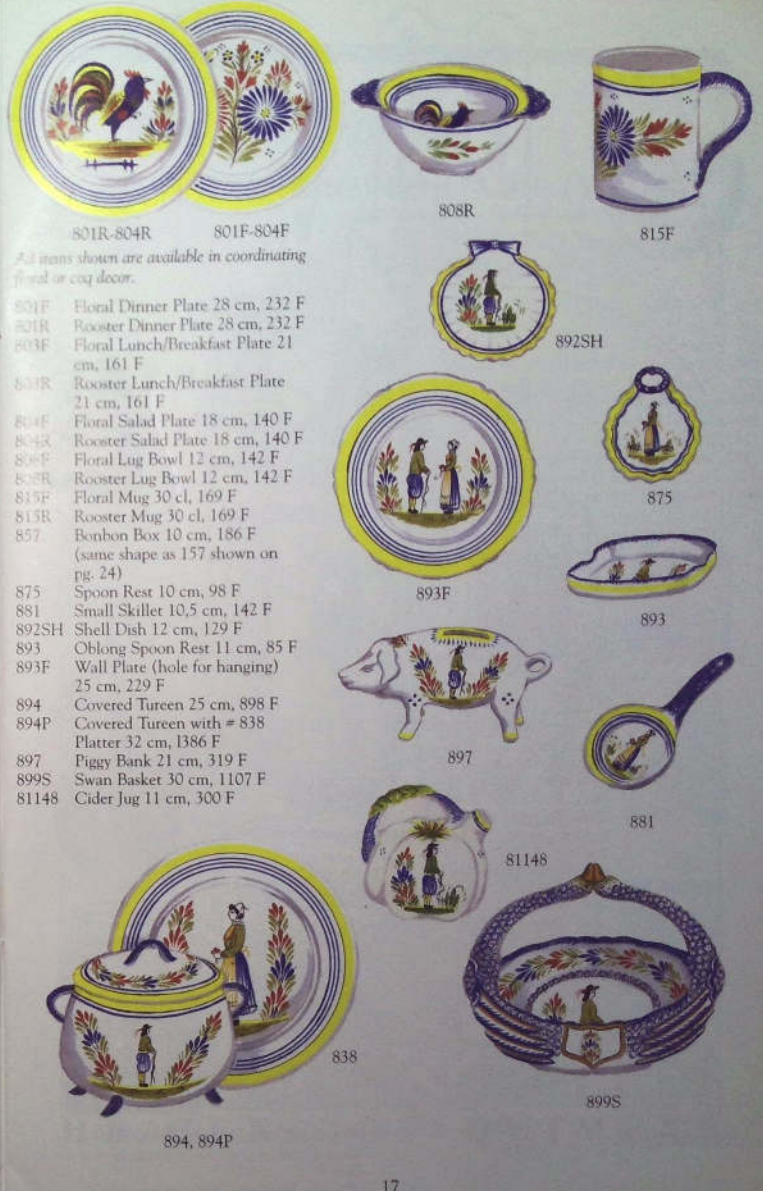 801R-804R
801F-804F
808R
815F
All items shown are available in coordinating
floral or coq decor.
892SH
801F Floral Dinner Plate 28 cm, 232 F
801R Rooster Dinner Plate 28 cm, 232 F
803F Floral Lunch/Breakfast Plate 21
cm, 161 F
803R Rooster Lunch/Breakfast Plate
21 cm, 161 F
804F Floral Salad Plate 18 cm, 140 F
804R Rooster Salad Plate 18 cm, 140 F
Floral Lug Bowl 12 cm, 142 F
Rooster Lug Bowl 12 cm, 142 F
815F Floral Mug 30 cl, 169 F
815R Rooster Mug 30 cl, 169 F
857 Bonbon Box 10 cm, 186 F
(same shape as 157 shown on
pg. 24)
875 Spoon Rest 10 cm, 98 F
881 Small Skillet 10,5 cm, 142 F
892SH Shell Dish 12 cm, 129 F
893 Oblong Spoon Rest 11 cm, 85 F
893F Wall Plate (hole for hanging)
25 cm, 229 F
894 Covered Tureen 25 cm, 898 F
894P Covered Tureen with # 838
Platter 32 cm, 1386 F
897 Piggy Bank 21 cm, 319 F
899S Swan Basket 30 cm, 1107 F
81148 Cider Jug 11 cm, 300 F
875
893F
893
897
881
81148
838
899S
894, 894P
17